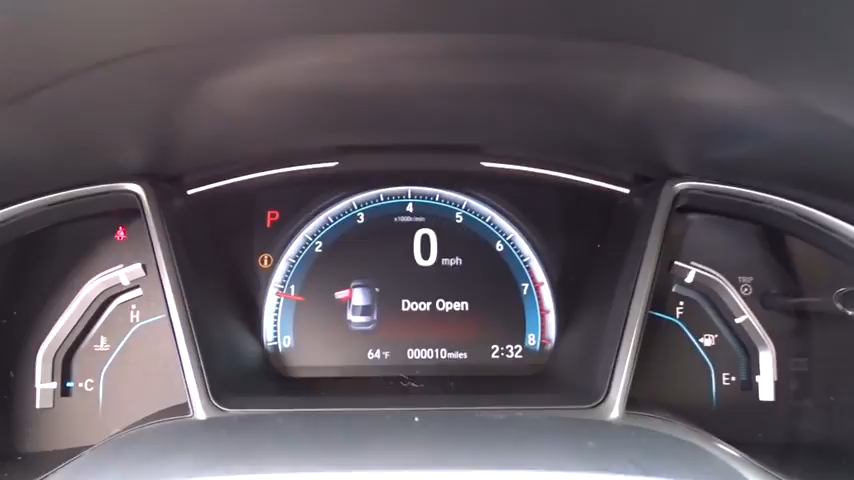 P
4
x1000r/min
3
5
2
6
0
mph
1
7
Door Open
0
8
64°F
000010miles
2:32
H
C
TRIP
F
E